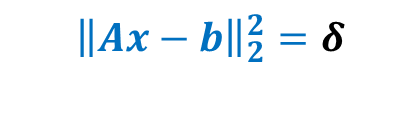 ‖Ax − b‖₂² = δ